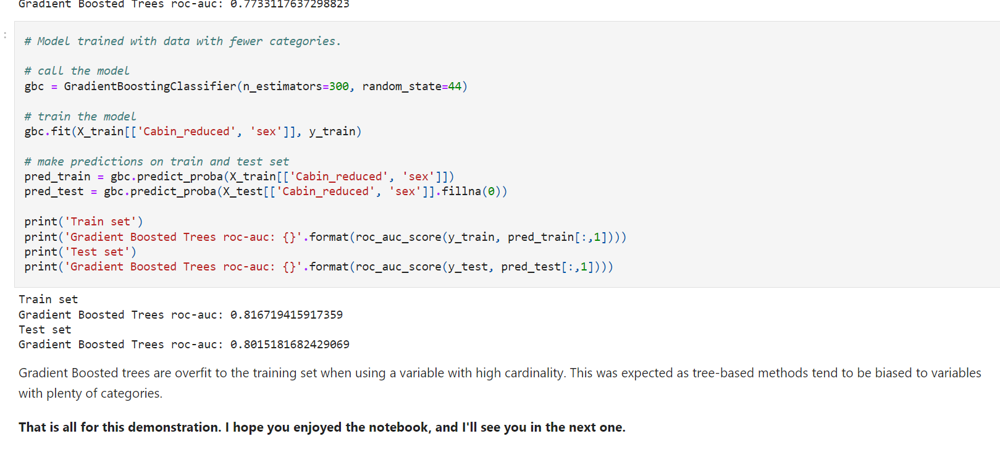 Gradient Boosted Trees roc-auc: 0.7733117637298823
:
# Model trained with data with fewer categories.
# call the model
gbc = GradientBoostingClassifier(n_estimators=300, random_state=44)
# train the model
gbc.fit(X_train[['Cabin_reduced', 'sex']], y_train)
# make predictions on train and test set
pred_train = gbc.predict_proba(X_train[['Cabin_reduced', 'sex']])
pred_test = gbc.predict_proba(X_test[['Cabin_reduced', 'sex']].fillna(0))
print('Train set')
print('Gradient Boosted Trees roc-auc: {}'.format(roc_auc_score(y_train, pred_train[:,1])))
print('Test set')
print('Gradient Boosted Trees roc-auc: {}'.format(roc_auc_score(y_test, pred_test[:,1])))
Train set
Gradient Boosted Trees roc-auc: 0.816719415917359
Test set
Gradient Boosted Trees roc-auc: 0.8015181682429069
Gradient Boosted trees are overfit to the training set when using a variable with high cardinality. This was expected as tree-based methods tend to be biased to variables
with plenty of categories.
That is all for this demonstration. I hope you enjoyed the notebook, and I'll see you in the next one.